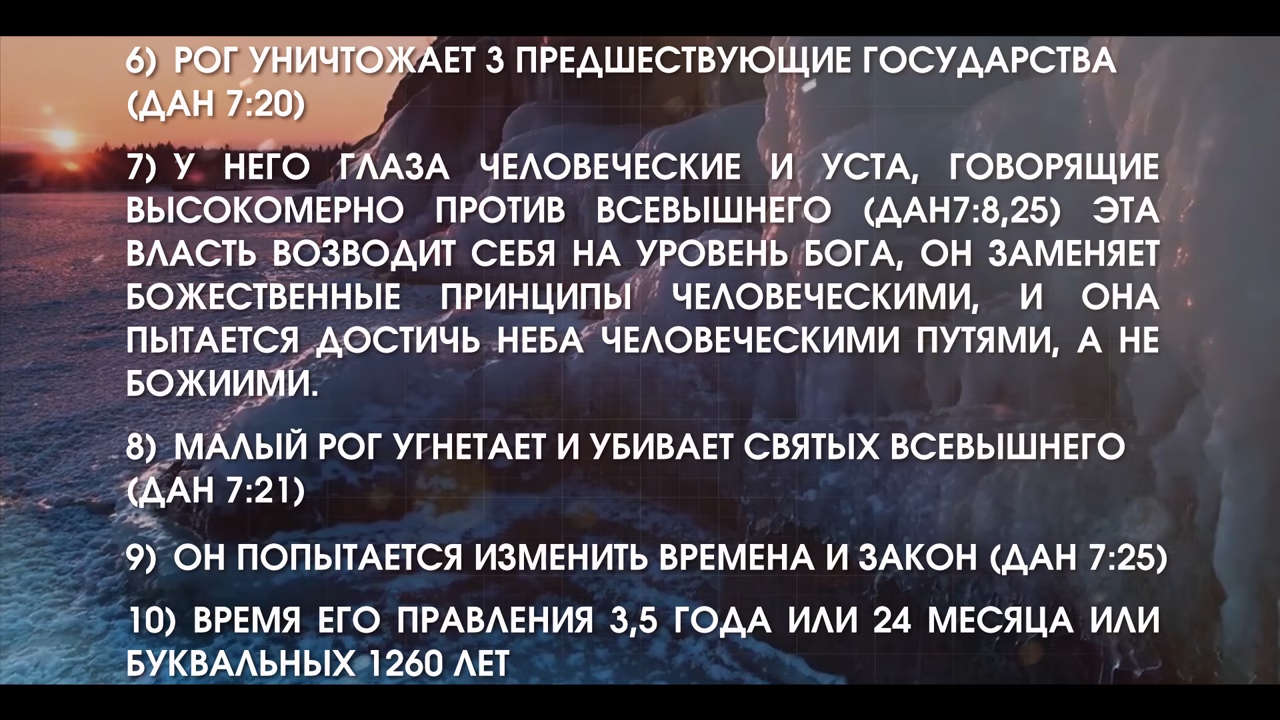 6) РОГ УНИЧТОЖАЕТ 3 ПРЕДШЕСТВУЮЩИЕ ГОСУДАРСТВА
(ДАН 7:20)
7) У НЕГО ГЛАЗА ЧЕЛОВЕЧЕСКИЕ И УСТА, ГОВОРЯЩИЕ
ВЫСОКОМЕРНО ПРОТИВ ВСЕВЫШНЕГО (ДАН7:8,25) ЭТА
ВЛАСТЬ ВОЗВОДИТ СЕБЯ НА УРОВЕНЬ БОГА, ОН ЗАМЕНЯЕТ
БОЖЕСТВЕННЫЕ ПРИНЦИПЫ ЧЕЛОВЕЧЕСКИМИ, И ОНА
ПЫТАЕТСЯ ДОСТИЧЬ НЕБА ЧЕЛОВЕЧЕСКИМИ ПУТЯМИ, А НЕ
БОЖИИМИ.
8) МАЛЫЙ РОГ УГНЕТАЕТ И УБИВАЕТ СВЯТЫХ ВСЕВЫШНЕГО
(ДАН 7:21)
9) ОН ПОПЫТАЕТСЯ ИЗМЕНИТЬ ВРЕМЕНА И ЗАКОН (ДАН 7:25)
10) ВРЕМЯ ЕГО ПРАВЛЕНИЯ 3,5 ГОДА ИЛИ 24 МЕСЯЦА ИЛИ
БУКВАЛЬНЫХ 1260 ЛЕТ